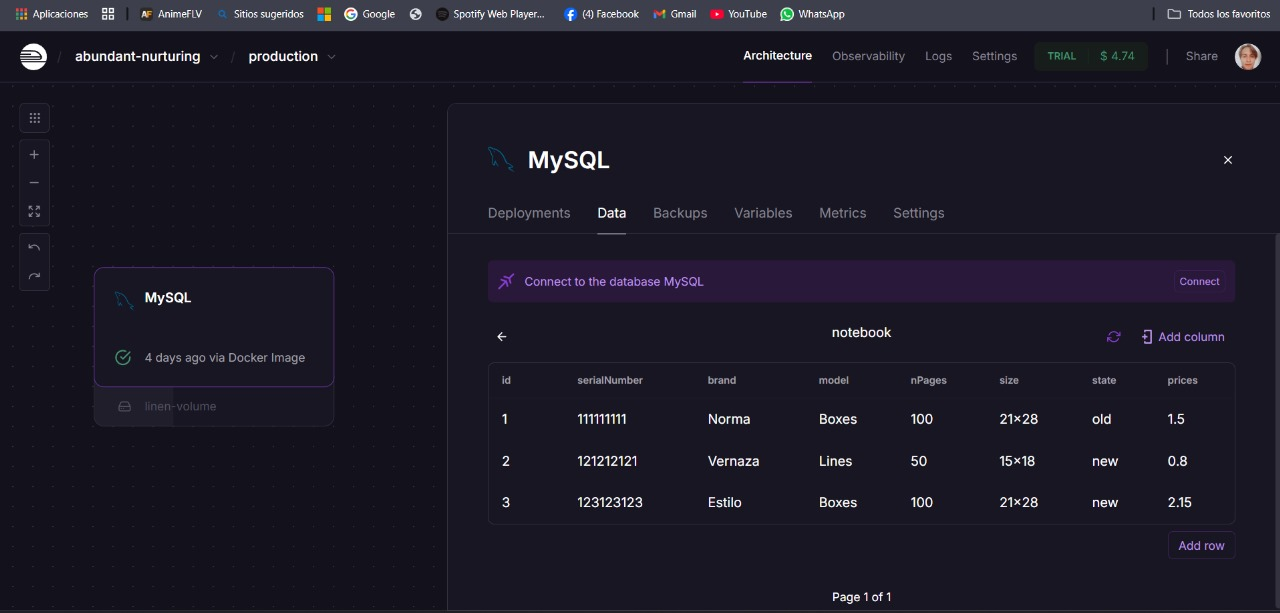 Aplicaciones AF AnimeFLV Sitios sugeridos Google Spotify Web Player... (4) Facebook Gmail YouTube WhatsApp Todos los favoritos
/ abundant-nurturing / production Architecture Observability Logs Settings TRIAL $ 4.74 Share
MySQL
Deployments Data Backups Variables Metrics Settings
Connect to the database MySQL Connect
MySQL
4 days ago via Docker Image
linen-volume
notebook Add column
id serialNumber brand model nPages size state prices
1 111111111 Norma Boxes 100 21×28 old 1.5
2 121212121 Vernaza Lines 50 15×18 new 0.8
3 123123123 Estilo Boxes 100 21×28 new 2.15
Add row
Page 1 of 1